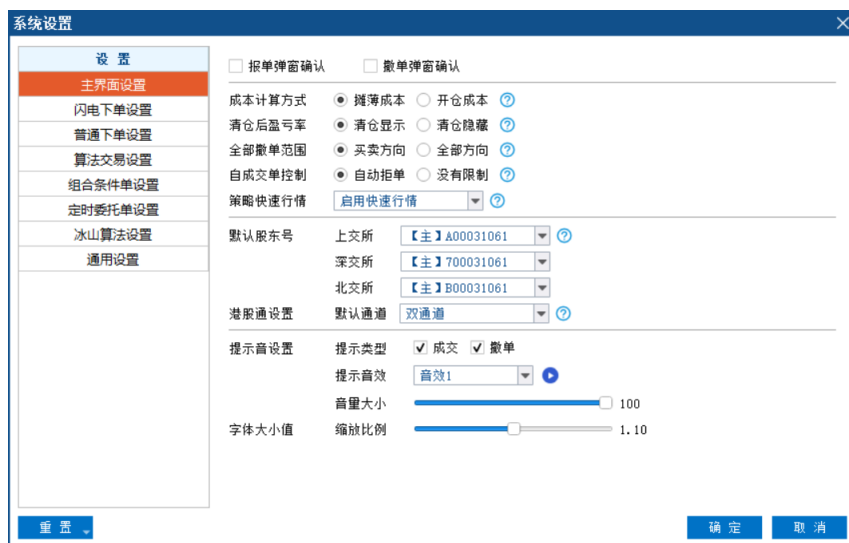 系统设置
设 置
主界面设置
闪电下单设置
普通下单设置
算法交易设置
组合条件单设置
定时委托单设置
冰山算法设置
通用设置
报单弹窗确认 撤单弹窗确认
成本计算方式 摊薄成本 开仓成本
清仓后盈亏率 清仓显示 清仓隐藏
全部撤单范围 买卖方向 全部方向
自成交单控制 自动拒单 没有限制
策略快速行情 启用快速行情
默认股东号 上交所 【主】A00031061
深交所 【主】700031061
北交所 【主】B00031061
港股通设置 默认通道 双通道
提示音设置 提示类型 成交 撤单
提示音效 音效1
音量大小 100
字体大小值 缩放比例 1.10
重 置 确 定 取 消